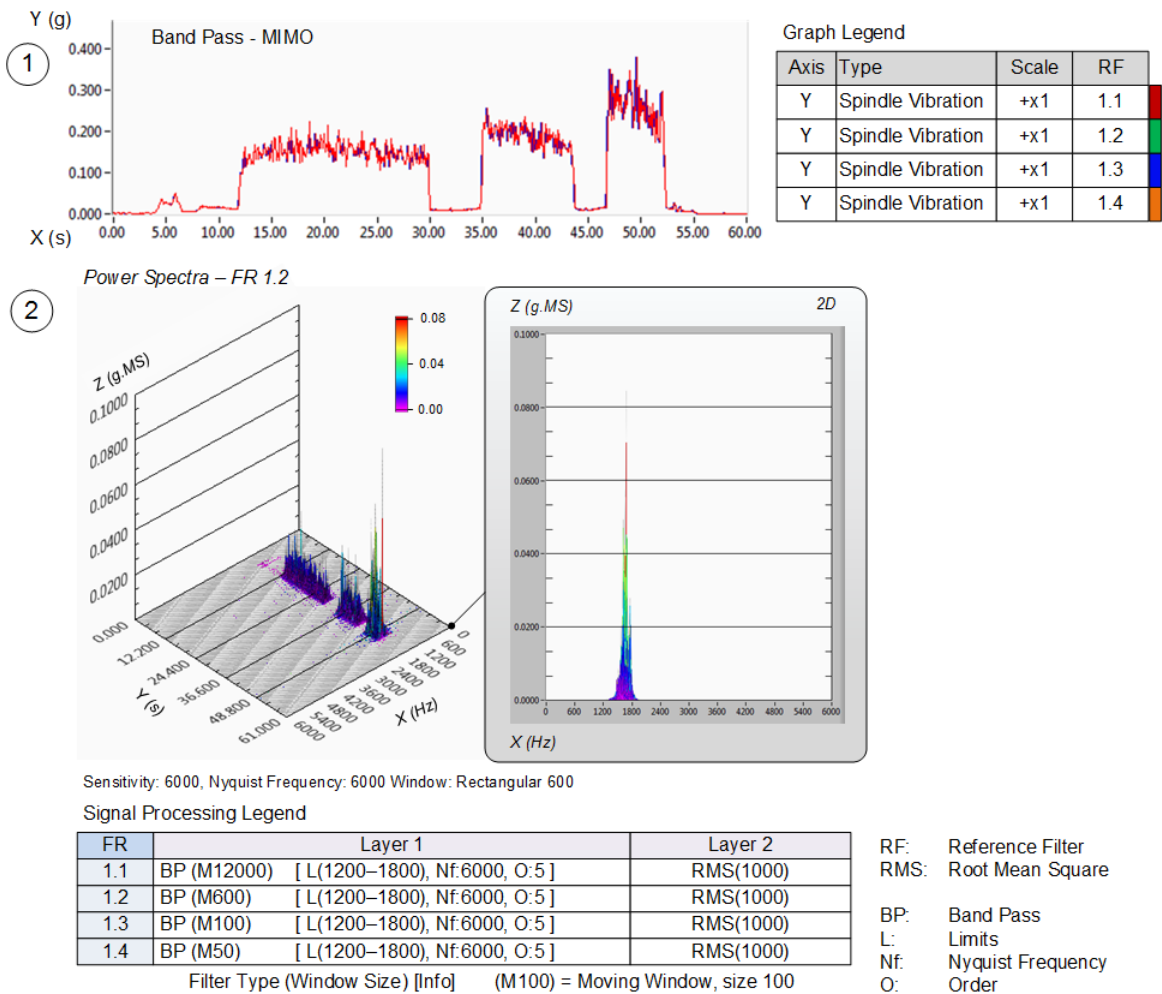 Y (g)
1
Band Pass - MIMO
0.400
0.300
0.200
0.100
0.000
X (s)
0.00 5.00 10.00 15.00 20.00 25.00 30.00 35.00 40.00 45.00 50.00 55.00 60.00
Graph Legend
Axis Type Scale RF
Y Spindle Vibration +x1 1.1
Y Spindle Vibration +x1 1.2
Y Spindle Vibration +x1 1.3
Y Spindle Vibration +x1 1.4
2
Power Spectra – FR 1.2
Z (g.MS)
0.1000
0.0800
0.0600
0.0400
0.0200
0.000
12.200
24.400
36.600
48.800
61.000
Y (s)
0
600
1200
1800
2400
3000
3600
4200
4800
5400
6000
X (Hz)
0.08
0.04
0.00
Z (g.MS) 2D
0.1000
0.0800
0.0600
0.0400
0.0200
0.0000
0 600 1200 1800 2400 3000 3600 4200 4800 5400 6000
X (Hz)
Sensitivity: 6000, Nyquist Frequency: 6000 Window: Rectangular 600
Signal Processing Legend
FR Layer 1 Layer 2
1.1 BP (M12000) [ L(1200–1800), Nf:6000, O:5 ] RMS(1000)
1.2 BP (M600) [ L(1200–1800), Nf:6000, O:5 ] RMS(1000)
1.3 BP (M100) [ L(1200–1800), Nf:6000, O:5 ] RMS(1000)
1.4 BP (M50) [ L(1200–1800), Nf:6000, O:5 ] RMS(1000)
Filter Type (Window Size) [Info] (M100) = Moving Window, size 100
RF: Reference Filter
RMS: Root Mean Square
BP: Band Pass
L: Limits
Nf: Nyquist Frequency
O: Order